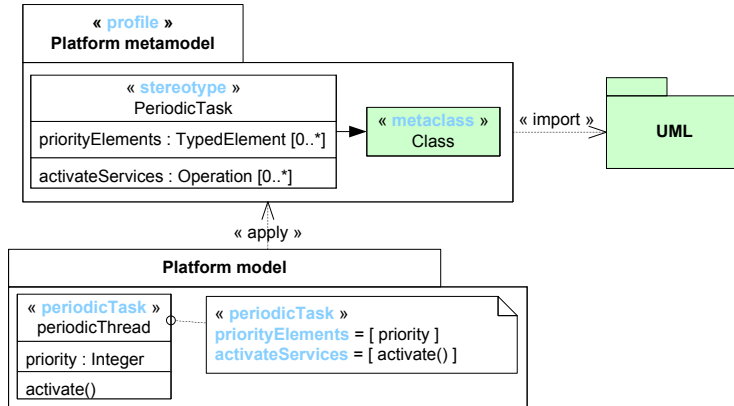 « profile »
Platform metamodel
« stereotype »
PeriodicTask
priorityElements : TypedElement [0..*]
activateServices : Operation [0..*]
« metaclass »
Class
« import »
UML
« apply »
Platform model
« periodicTask »
periodicThread
priority : Integer
activate()
« periodicTask »
priorityElements = [ priority ]
activateServices = [ activate() ]